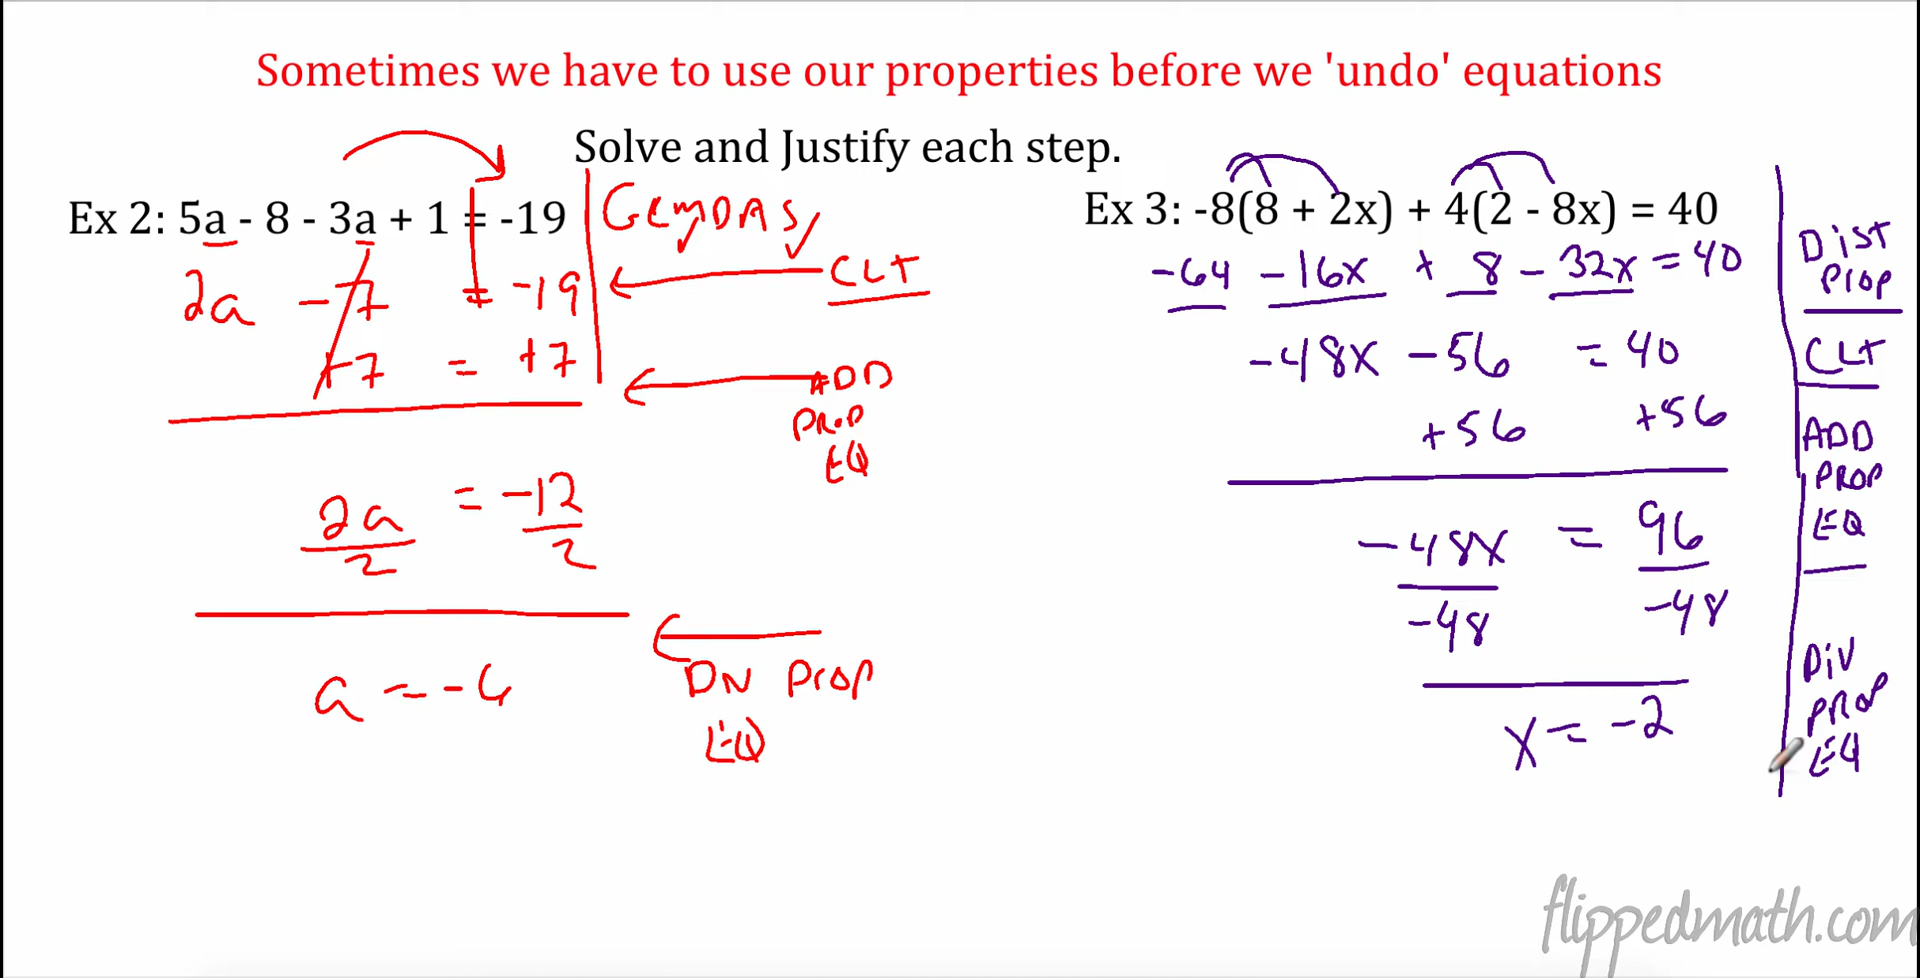 Sometimes we have to use our properties before we 'undo' equations
Solve and Justify each step.
Ex 2: 5a - 8 - 3a + 1 = -19
GEMDAS
2a - 7 = -19
CLT
+7 = +7
ADD
PROP
EQ
2a = -12
2 2
a = -6
DIV Prop
EQ
Ex 3: -8(8 + 2x) + 4(2 - 8x) = 40
-64 - 16x + 8 - 32x = 40
DIST
PROP
-48x - 56 = 40
CLT
+56 +56
ADD
PROP
EQ
-48x = 96
-48 -48
x = -2
DIV
PROP
EQ
flippedmath.com